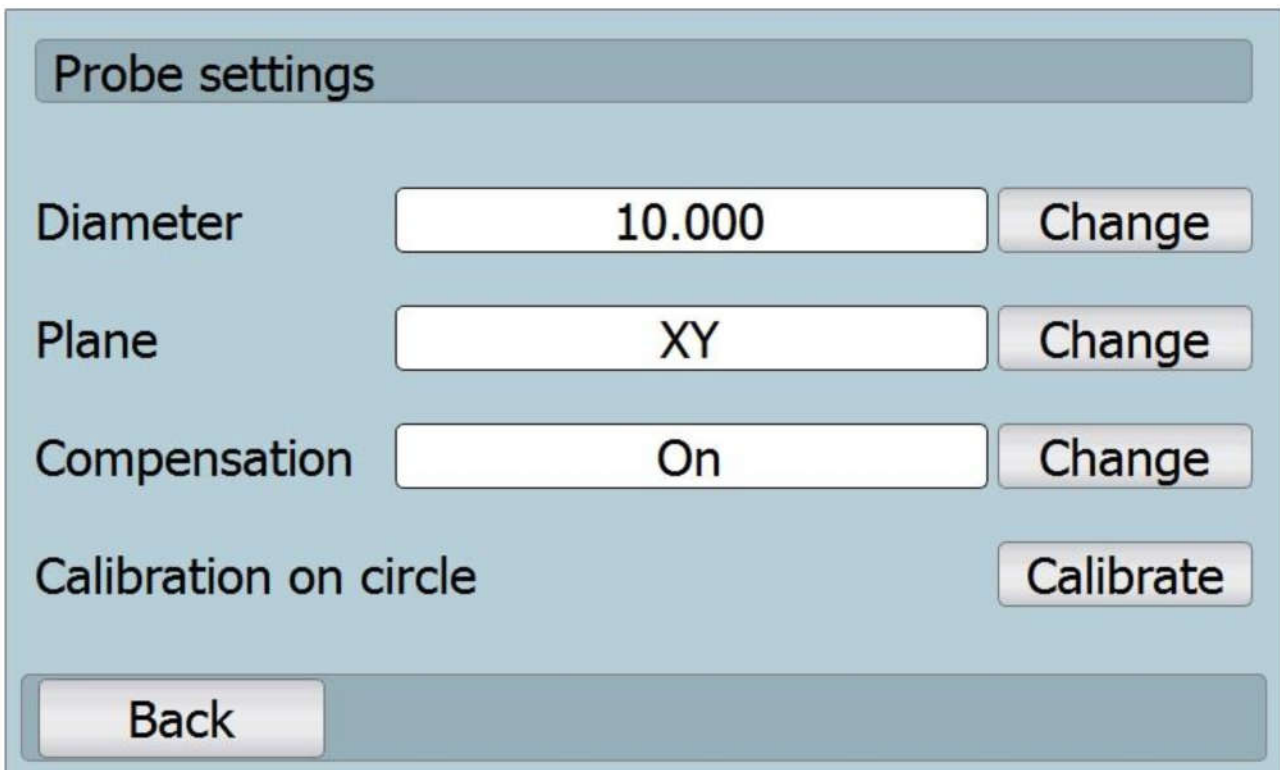 Probe settings
Diameter 10.000 Change
Plane XY Change
Compensation On Change
Calibration on circle Calibrate
Back